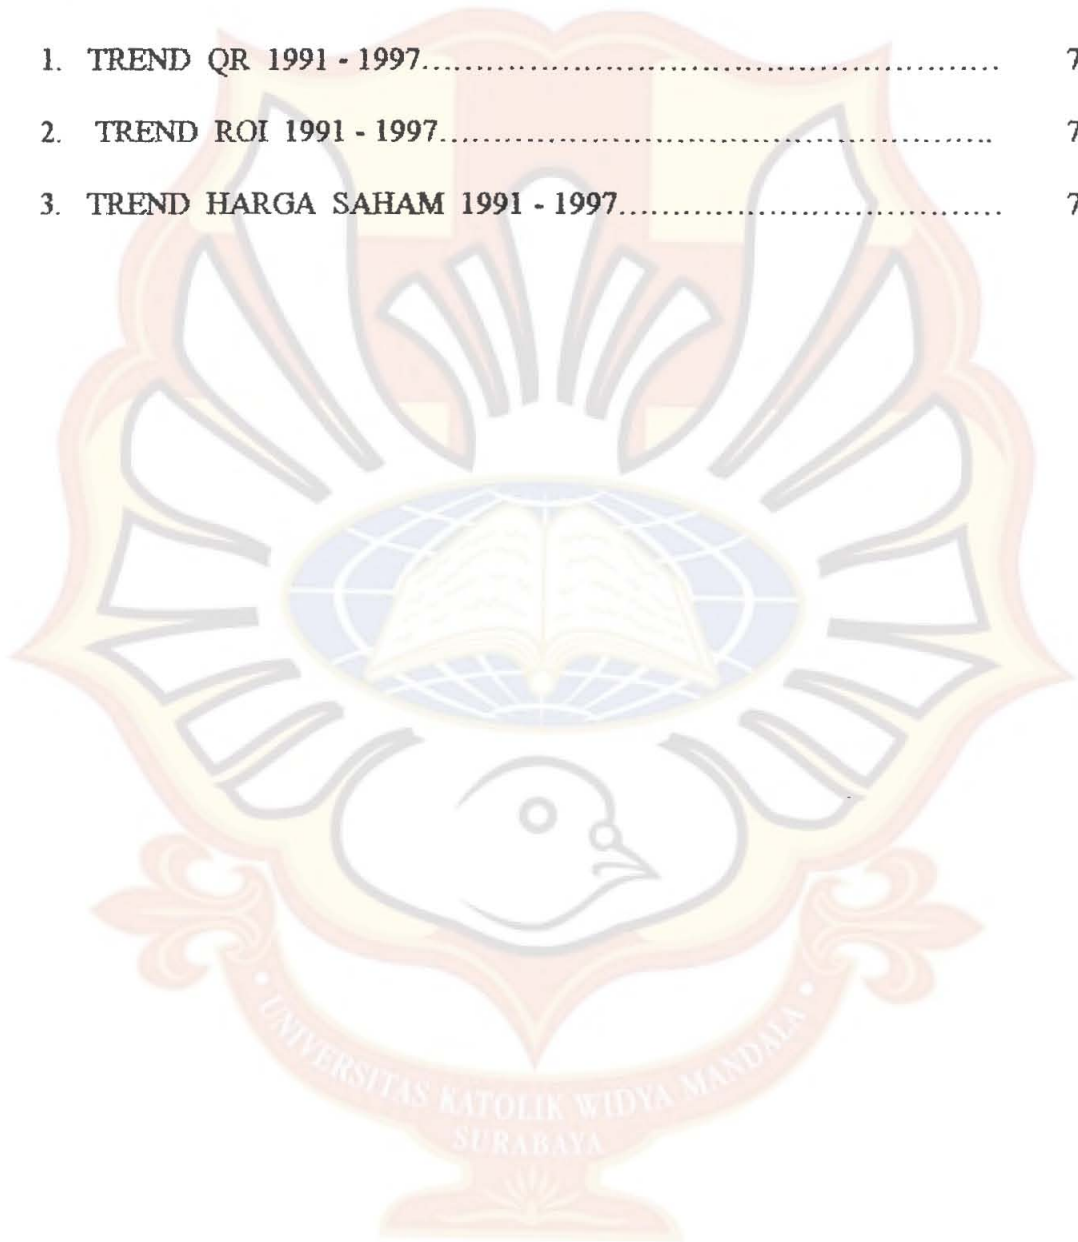 1. TREND QR 1991 - 1997.......................................................... 7
2. TREND ROI 1991 - 1997........................................................ 7
3. TREND HARGA SAHAM 1991 - 1997....................................... 7
• UNIVERSITAS KATOLIK WIDYA MANDALA •
SURABAYA